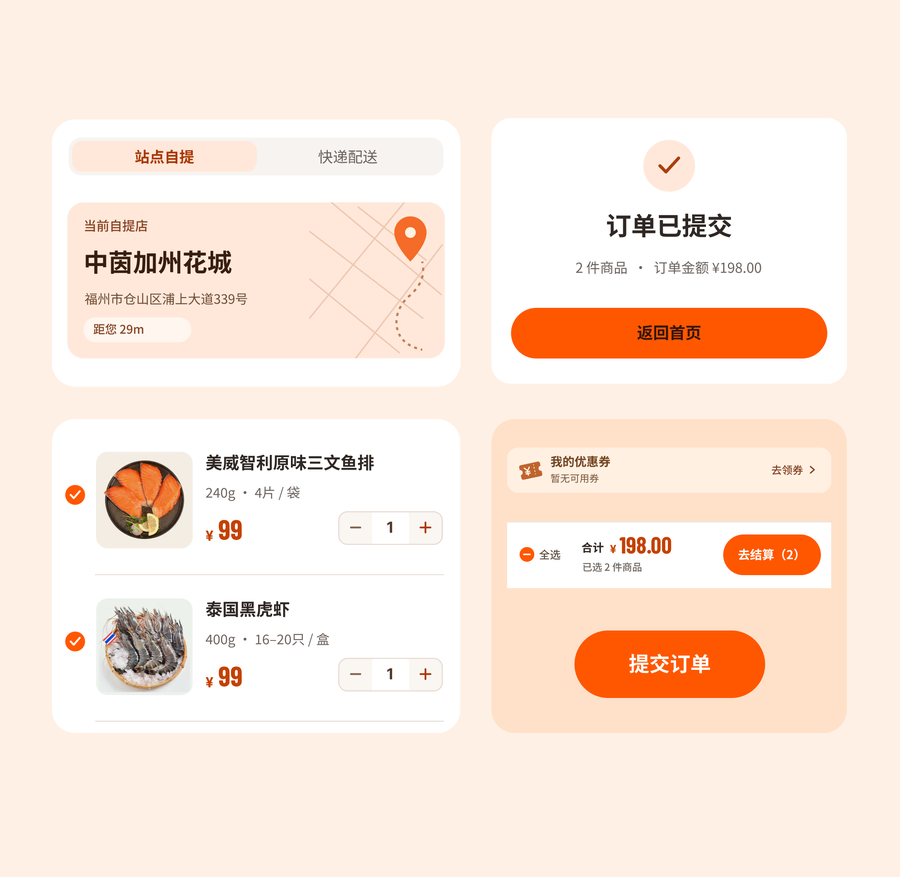 站点自提
快递配送
当前自提店
中茵加州花城
福州市仓山区浦上大道339号
距您 29m
订单已提交
2 件商品 • 订单金额 ¥198.00
返回首页
美威智利原味三文鱼排
240g • 4片 / 袋
¥ 99
1
泰国黑虎虾
400g • 16–20只 / 盒
¥ 99
1
我的优惠券
暂无可用券
去领券
全选
合计 ¥ 198.00
已选 2 件商品
去结算（2）
提交订单